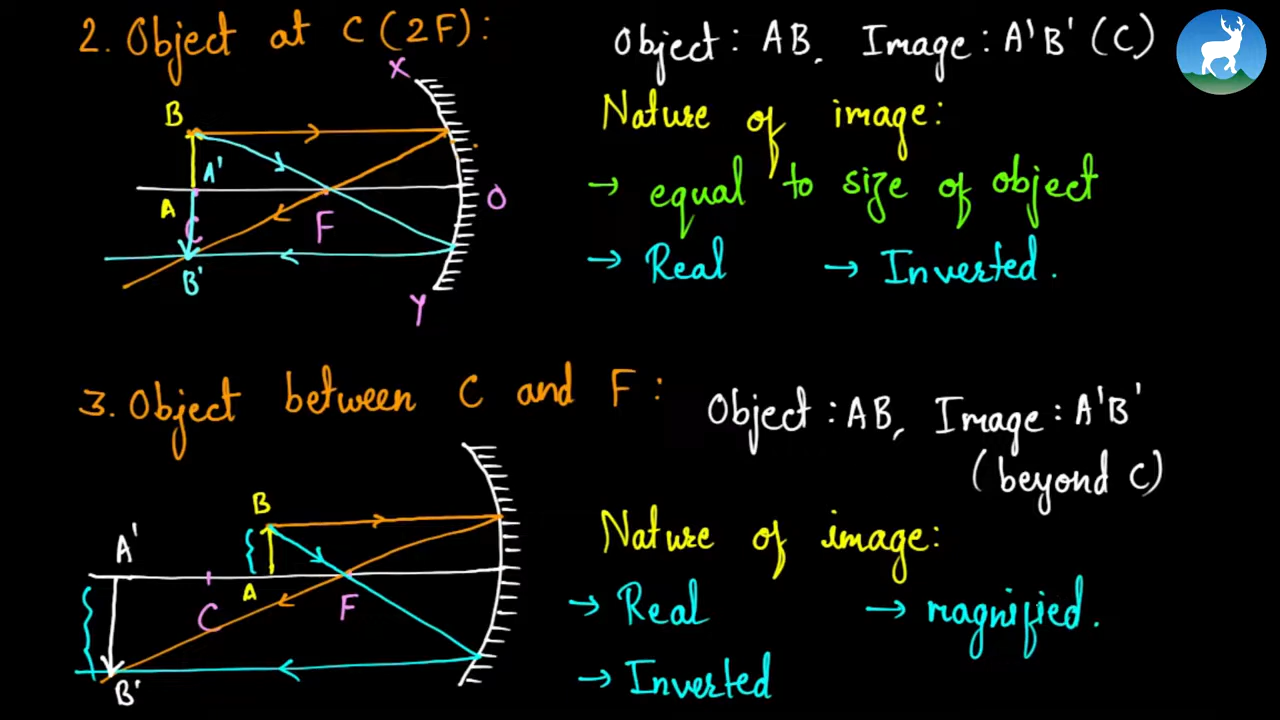 2. Object at C (2F):
Object: AB, Image: A'B' (C)
X
B
A'
A
C
F
O
B'
Y
Nature of image:
→ equal to size of object
→ Real → Inverted.
3. Object between C and F:
Object: AB, Image: A'B'
(beyond C)
B
A'
A
C
F
B'
Nature of image:
→ Real → magnified.
→ Inverted